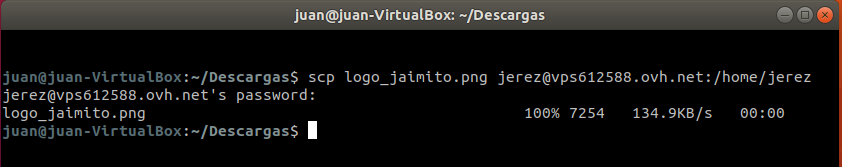 juan@juan-VirtualBox: ~/Descargas
juan@juan-VirtualBox:~/Descargas$ scp logo_jaimito.png jerez@vps612588.ovh.net:/home/jerez
jerez@vps612588.ovh.net's password:
logo_jaimito.png 100% 7254 134.9KB/s 00:00
juan@juan-VirtualBox:~/Descargas$